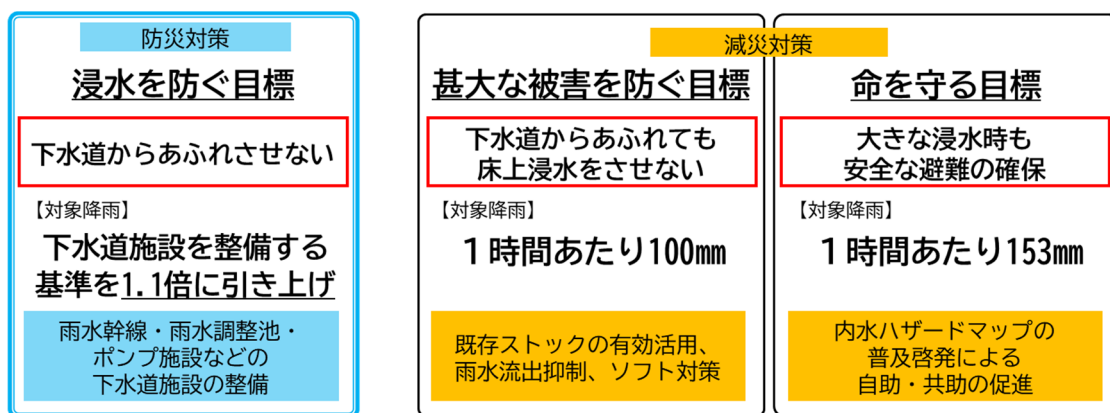 防災対策
浸水を防ぐ目標
下水道からあふれさせない
【対象降雨】
下水道施設を整備する
基準を1.1倍に引き上げ
雨水幹線・雨水調整池・
ポンプ施設などの
下水道施設の整備
減災対策
甚大な被害を防ぐ目標
下水道からあふれても
床上浸水をさせない
【対象降雨】
１時間あたり100㎜
既存ストックの有効活用、
雨水流出抑制、ソフト対策
命を守る目標
大きな浸水時も
安全な避難の確保
【対象降雨】
１時間あたり153㎜
内水ハザードマップの
普及啓発による
自助・共助の促進